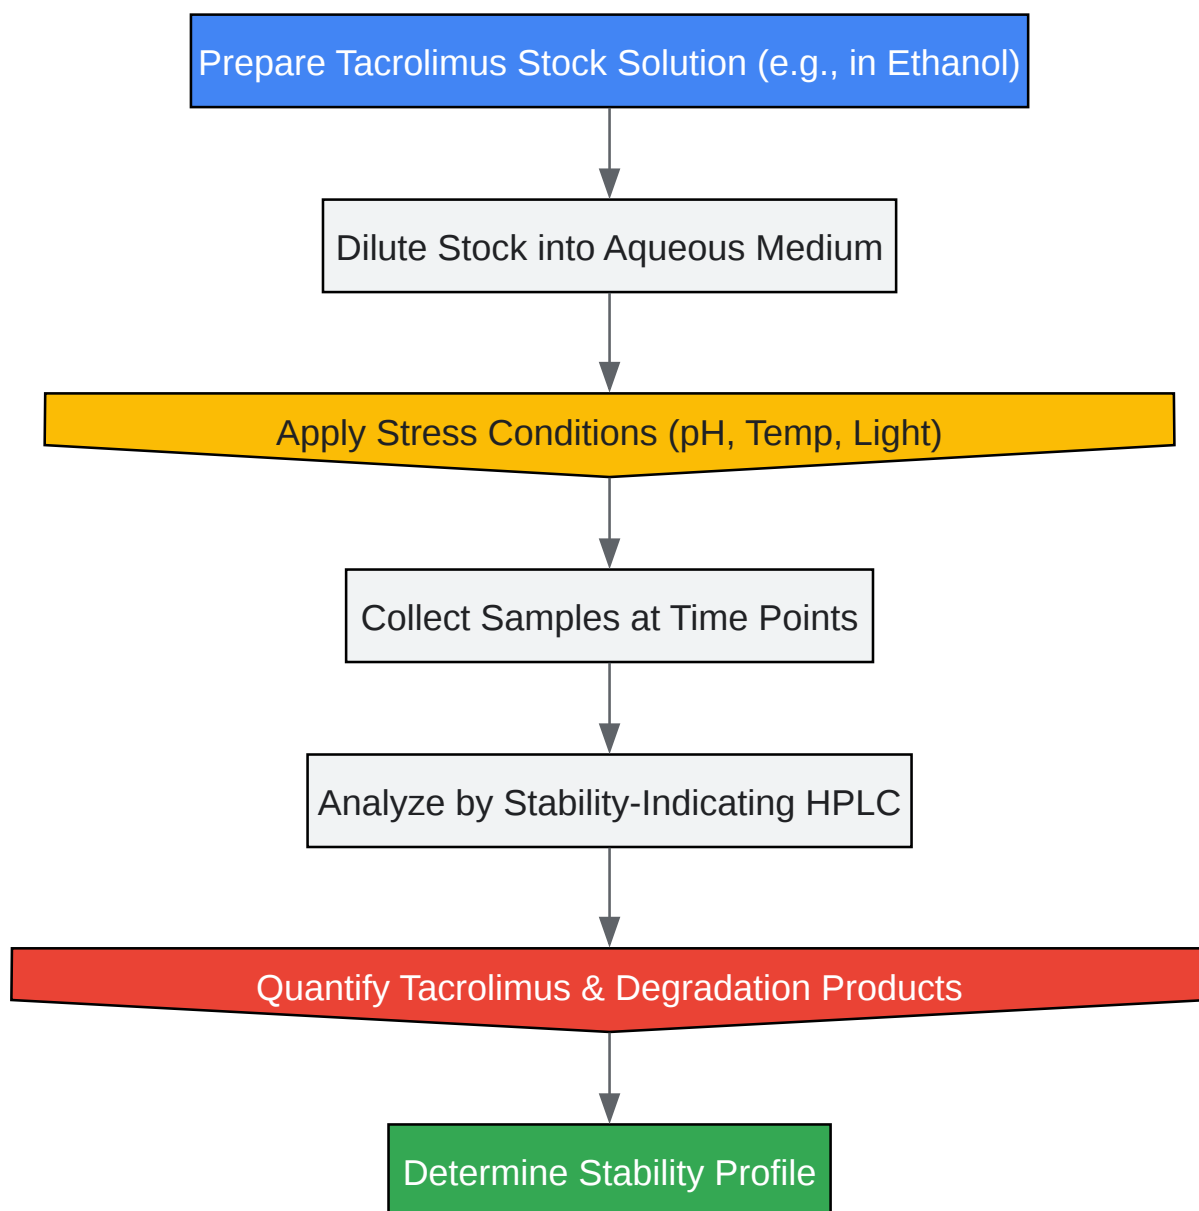 Prepare Tacrolimus Stock Solution (e.g., in Ethanol)
Dilute Stock into Aqueous Medium
Apply Stress Conditions (pH, Temp, Light)
Collect Samples at Time Points
Analyze by Stability-Indicating HPLC
Quantify Tacrolimus & Degradation Products
Determine Stability Profile